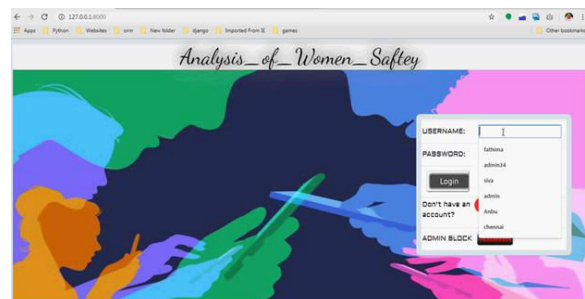 127.0.0.1:8000
Apps Python Websites orm New folder django Imported From IE games Other bookmarks
Analysis_of_Women_Saftey
USERNAME:
fathima
PASSWORD:
admin34
siva
Login
admin
Don't have an
Anbu
account?
chennai
ADMIN BLOCK